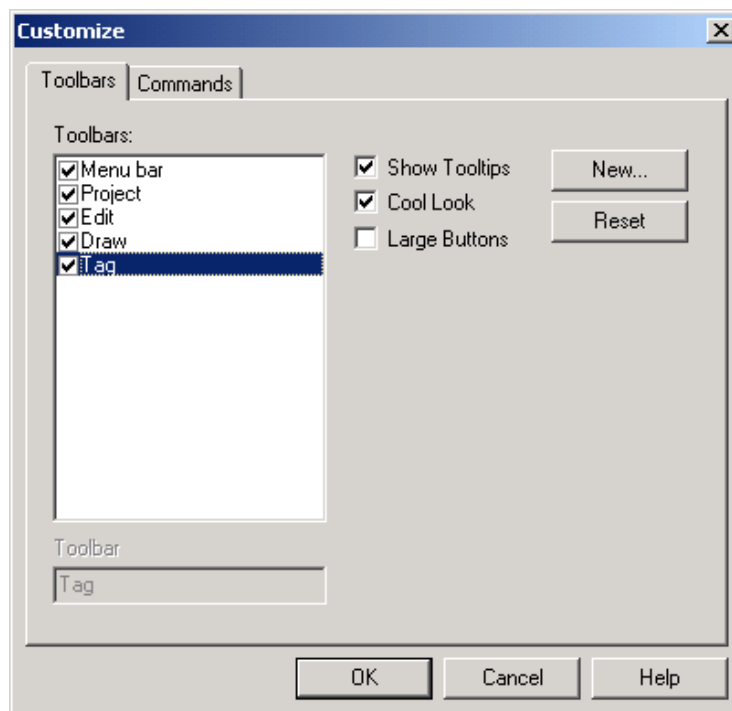 Customize
Toolbars
Commands
Toolbars:
Menu bar
Project
Edit
Draw
Tag
Show Tooltips
Cool Look
Large Buttons
New...
Reset
Toolbar
Tag
OK
Cancel
Help